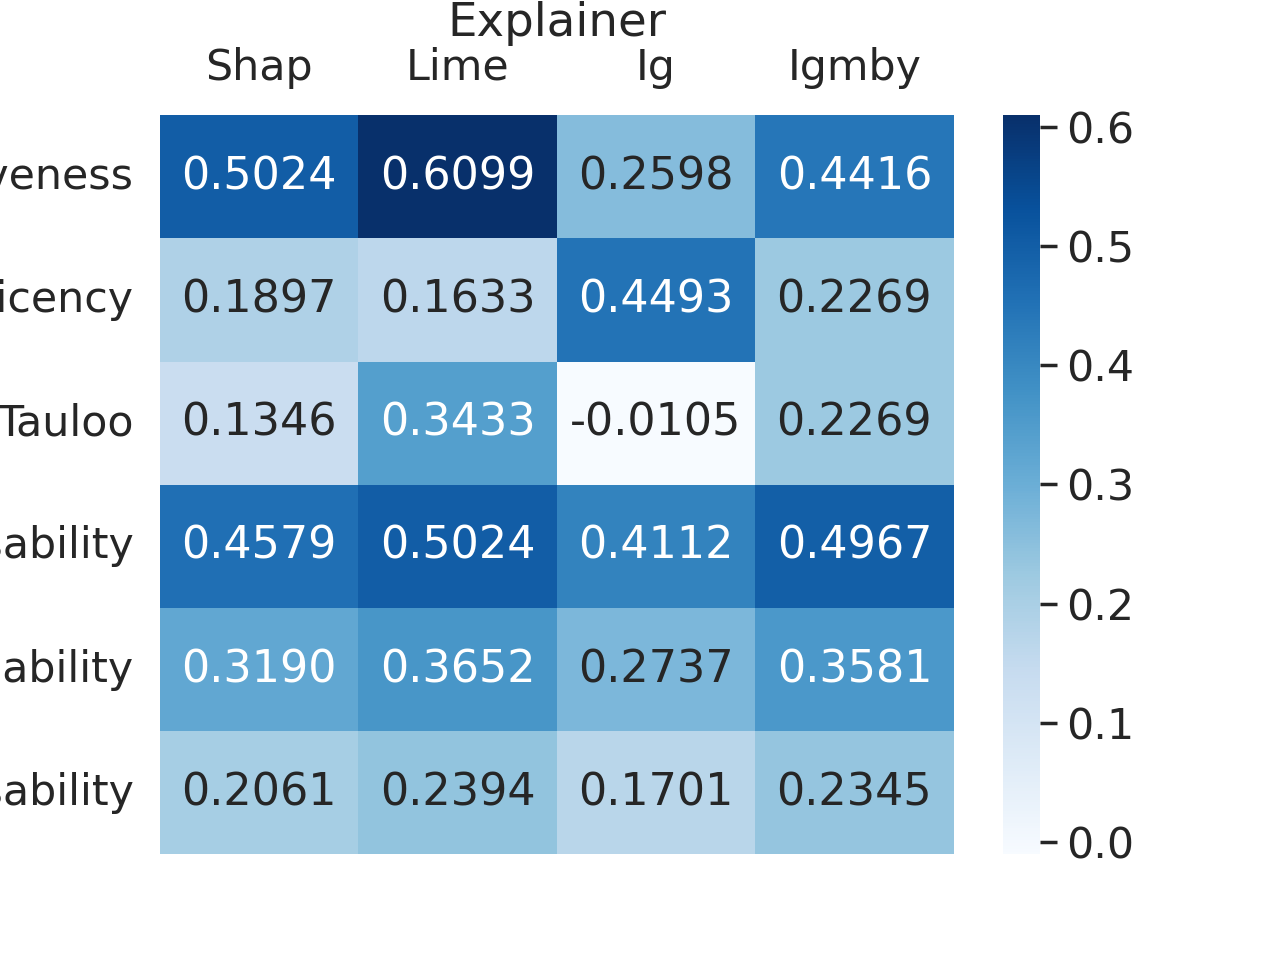 Explainer
Shap Lime Ig Igmby
veness 0.5024 0.6099 0.2598 0.4416 0.6
icency 0.1897 0.1633 0.4493 0.2269 0.5
Tauloo 0.1346 0.3433 -0.0105 0.2269 0.4
ability 0.4579 0.5024 0.4112 0.4967 0.3
ability 0.3190 0.3652 0.2737 0.3581 0.2
ability 0.2061 0.2394 0.1701 0.2345 0.1
0.0